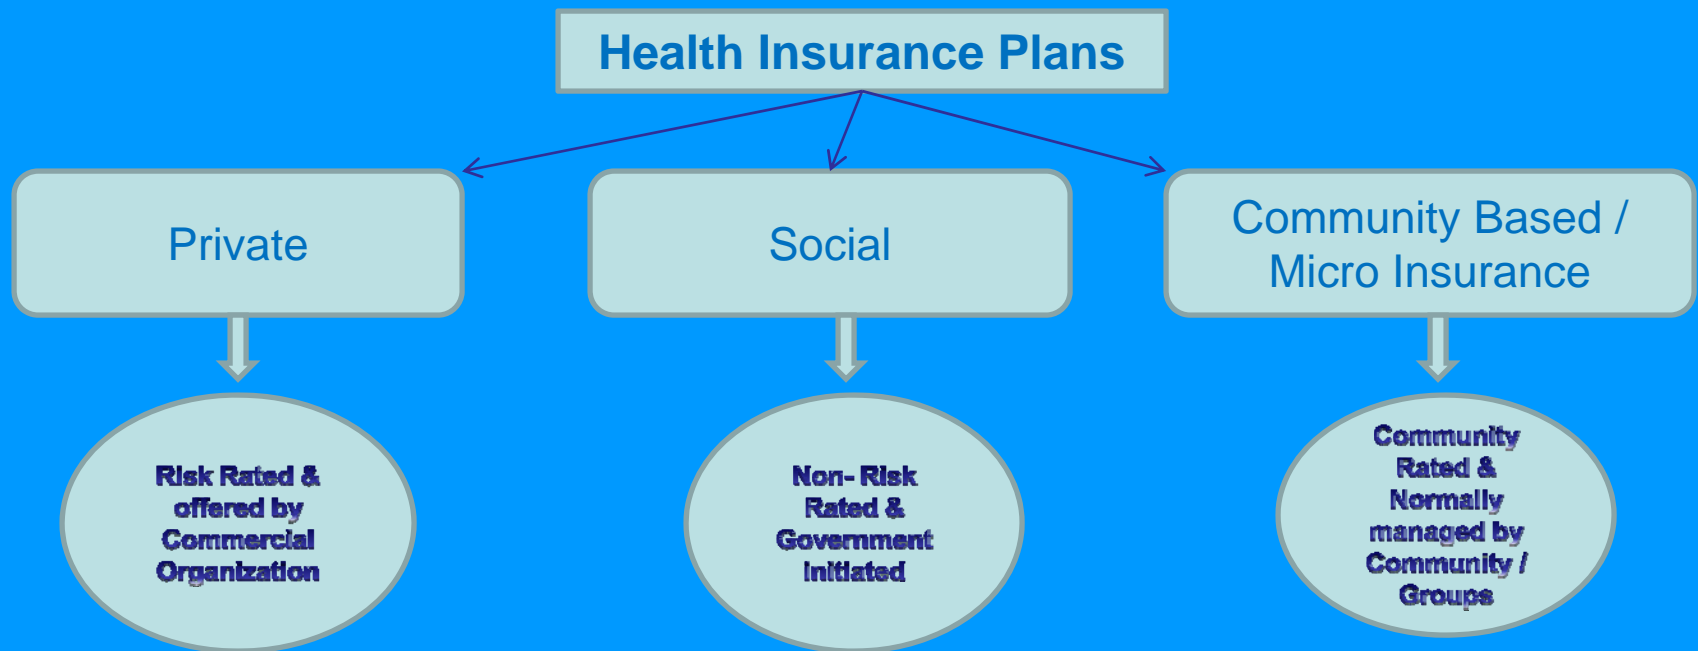 Health Insurance Plans
Private
Social
Community Based /
Micro Insurance
Risk Rated &
offered by
Commercial
Organization
Non- Risk
Rated &
Government
initiated
Community
Rated &
Normally
managed by
Community /
Groups